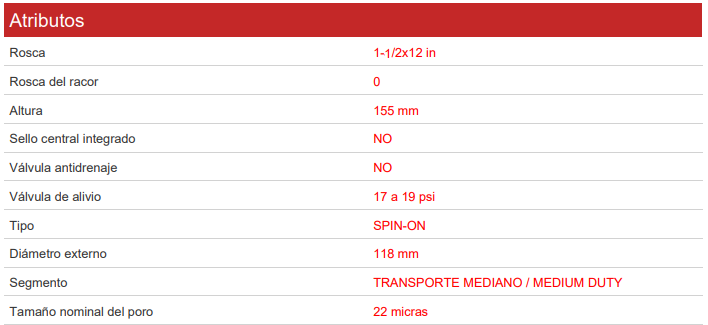 Atributos
Rosca 1-1/2x12 in
Rosca del racor 0
Altura 155 mm
Sello central integrado NO
Válvula antidrenaje NO
Válvula de alivio 17 a 19 psi
Tipo SPIN-ON
Diámetro externo 118 mm
Segmento TRANSPORTE MEDIANO / MEDIUM DUTY
Tamaño nominal del poro 22 micras